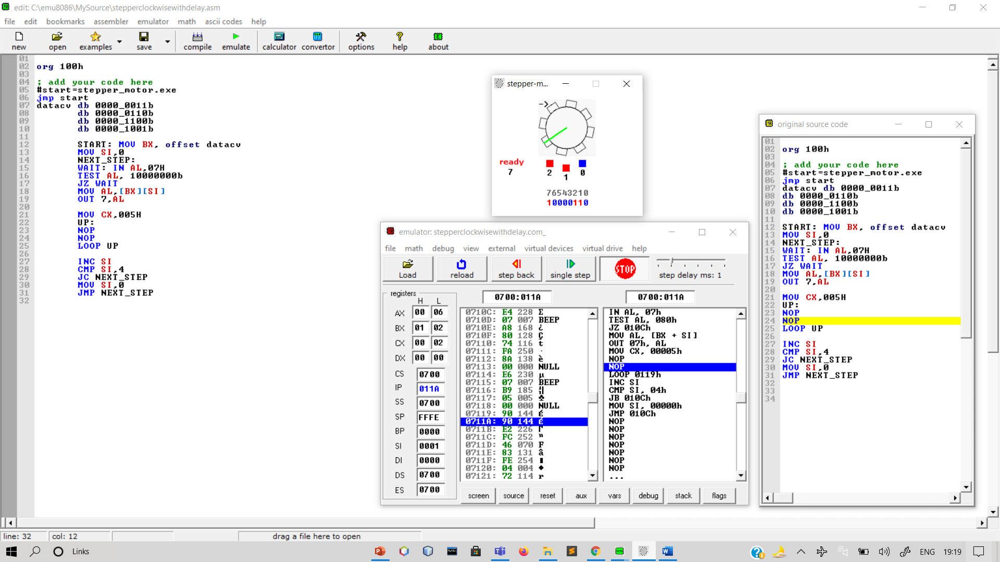 edit: C:\emu8086\MySource\stepperclockwisewithdelay.asm
file edit bookmarks assembler emulator math ascii codes help
new open examples save compile emulate calculator convertor options help about
01
02 org 100h
03
04 ; add your code here
05 #start=stepper_motor.exe
06 jmp start
07 datacv db 0000_0011b
08 db 0000_0110b
09 db 0000_1100b
10 db 0000_1001b
11
12 START: MOV BX, offset datacv
13 MOV SI,0
14 NEXT_STEP:
15 WAIT: IN AL,07H
16 TEST AL, 10000000b
17 JZ WAIT
18 MOV AL,[BX][SI]
19 OUT 7,AL
20
21 MOV CX,005H
22 UP:
23 NOP
24 NOP
25 LOOP UP
26
27 INC SI
28 CMP SI,4
29 JC NEXT_STEP
30 MOV SI,0
31 JMP NEXT_STEP
32
stepper-m...
->
ready
7
2 1 0
76543210
10000110
emulator: stepperclockwisewithdelay.com_
file math debug view external virtual devices virtual drive help
Load reload step back single step STOP step delay ms: 1
registers
H L
AX 00 06
BX 01 02
CX 00 02
DX 00 00
CS 0700
IP 011A
SS 0700
SP FFFE
BP 0000
SI 0001
DI 0000
DS 0700
ES 0700
0700:011A
0710C: E4 228 Σ
0710D: 07 007 BEEP
0710E: A8 168 ¿
0710F: 80 128 Ç
07110: 74 116 t
07111: FA 250 ·
07112: 8A 138 è
07113: 00 000 NULL
07114: E6 230 µ
07115: 07 007 BEEP
07116: B9 185 ╣
07117: 05 005 ♣
07118: 00 000 NULL
07119: 90 144 É
0711A: 90 144 É
0711B: E2 226 Γ
0711C: FC 252 ⁿ
0711D: 46 070 F
0711E: 83 131 â
0711F: FE 254 ■
07120: 04 004 ♦
07121: 72 114 r
0700:011A
IN AL, 07h
TEST AL, 080h
JZ 010Ch
MOV AL, [BX + SI]
OUT 07h, AL
MOV CX, 00005h
NOP
NOP
LOOP 0119h
INC SI
CMP SI, 04h
JB 010Ch
MOV SI, 00000h
JMP 010Ch
NOP
NOP
NOP
NOP
NOP
NOP
NOP
...
screen source reset aux vars debug stack flags
original source code
01
02 org 100h
03
04 ; add your code here
05 #start=stepper_motor.exe
06 jmp start
07 datacv db 0000_0011b
08 db 0000_0110b
09 db 0000_1100b
10 db 0000_1001b
11
12 START: MOV BX, offset datacv
13 MOV SI,0
14 NEXT_STEP:
15 WAIT: IN AL,07H
16 TEST AL, 10000000b
17 JZ WAIT
18 MOV AL,[BX][SI]
19 OUT 7,AL
20
21 MOV CX,005H
22 UP:
23 NOP
24 NOP
25 LOOP UP
26
27 INC SI
28 CMP SI,4
29 JC NEXT_STEP
30 MOV SI,0
31 JMP NEXT_STEP
32
33
34
line: 32 col: 12 drag a file here to open
Links ENG 19:19